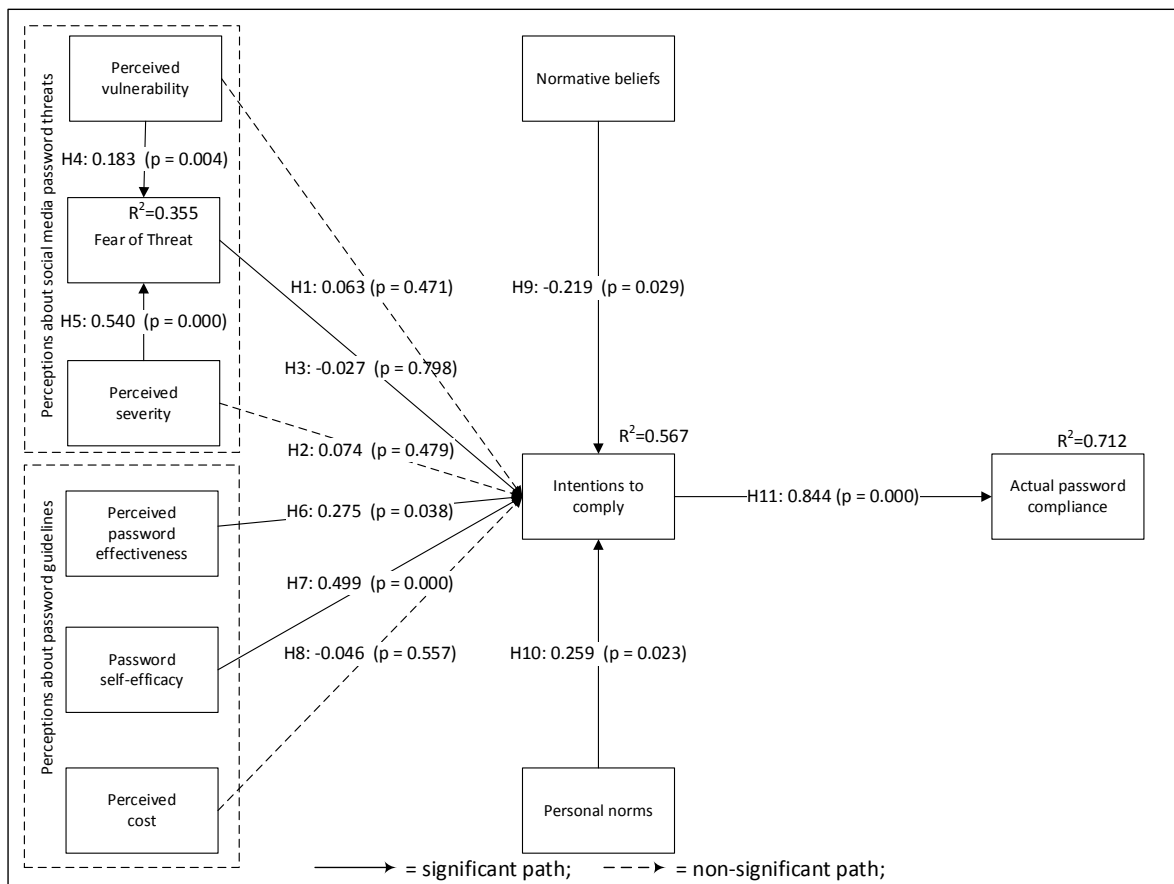 Perceptions about social media password threats
Perceived
vulnerability
H4: 0.183 (p = 0.004)
R²=0.355
Fear of Threat
H5: 0.540 (p = 0.000)
Perceived
severity
Perceptions about password guidelines
Perceived
password
effectiveness
Password
self-efficacy
Perceived
cost
H1: 0.063 (p = 0.471)
H3: -0.027 (p = 0.798)
H2: 0.074 (p = 0.479)
H6: 0.275 (p = 0.038)
H7: 0.499 (p = 0.000)
H8: -0.046 (p = 0.557)
Normative beliefs
H9: -0.219 (p = 0.029)
R²=0.567
Intentions to
comply
H10: 0.259 (p = 0.023)
Personal norms
H11: 0.844 (p = 0.000)
R²=0.712
Actual password
compliance
= significant path; = non-significant path;